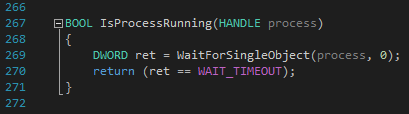 266
267 BOOL IsProcessRunning(HANDLE process)
268 {
269 DWORD ret = WaitForSingleObject(process, 0);
270 return (ret == WAIT_TIMEOUT);
271 }
272